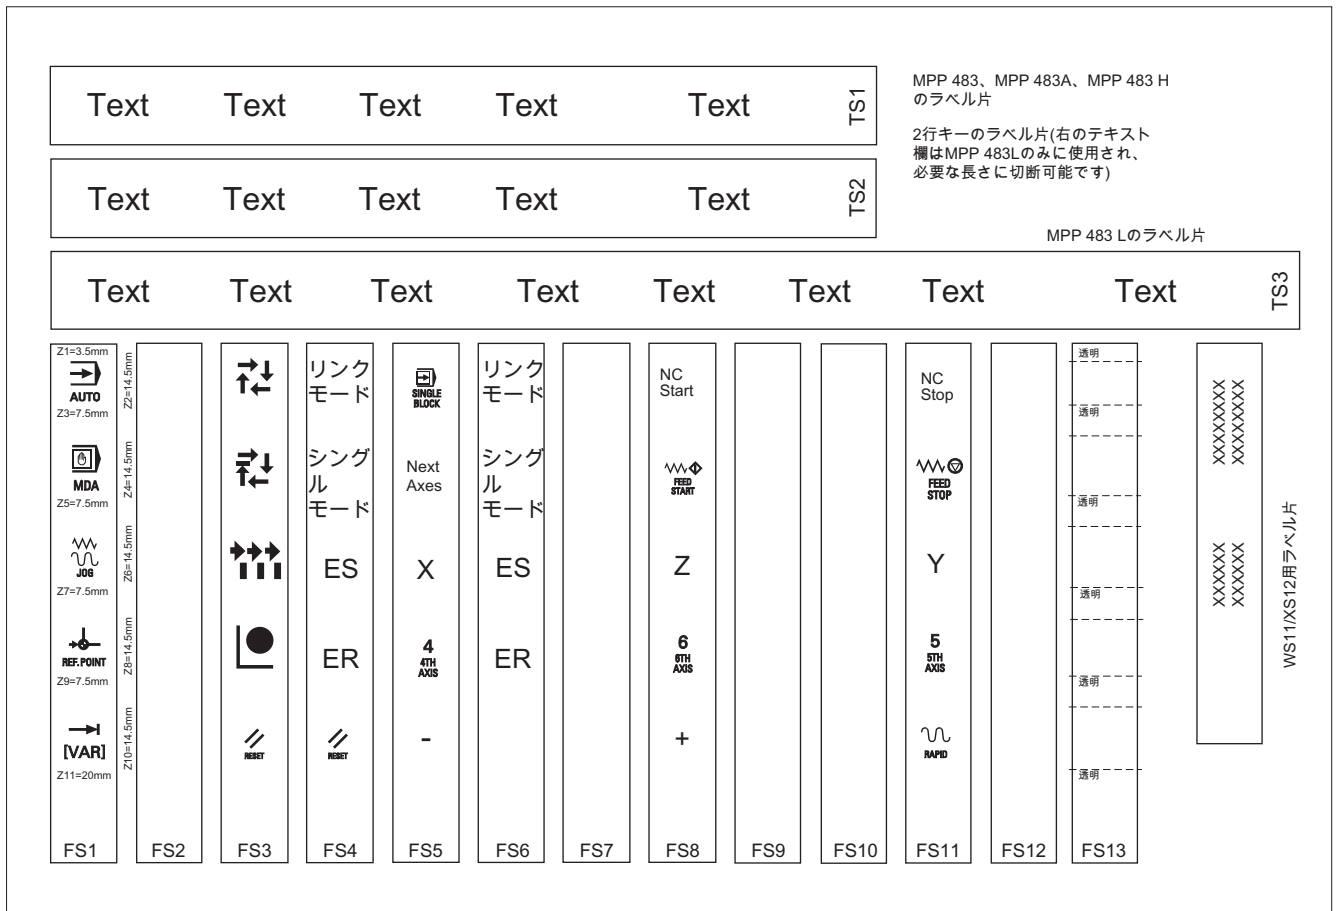 Text Text Text Text Text TS1
MPP 483、MPP 483A、MPP 483 H
のラベル片
2行キーのラベル片(右のテキスト
欄はMPP 483Lのみに使用され、
必要な長さに切断可能です)
Text Text Text Text Text TS2
MPP 483 Lのラベル片
Text Text Text Text Text Text Text Text TS3
Z1=3.5mm
AUTO
Z2=14.5mm
Z3=7.5mm
MDA
Z4=14.5mm
Z5=7.5mm
JOG
Z6=14.5mm
Z7=7.5mm
REF.POINT
Z8=14.5mm
Z9=7.5mm
[VAR]
Z10=14.5mm
Z11=20mm
FS1
FS2
RESET
FS3
リンク
モード
シング
ル
モード
ES
ER
RESET
FS4
SINGLE
BLOCK
Next
Axes
X
4
4TH
AXIS
-
FS5
リンク
モード
シング
ル
モード
ES
ER
FS6
FS7
NC
Start
FEED
START
Z
6
6TH
AXIS
+
FS8
FS9
FS10
NC
Stop
FEED
STOP
Y
5
5TH
AXIS
RAPID
FS11
FS12
透明
透明
透明
透明
透明
透明
FS13
XXXXXXX
XXXXXXX
XXXXXX
XXXXXX
WS11/XS12用ラベル片